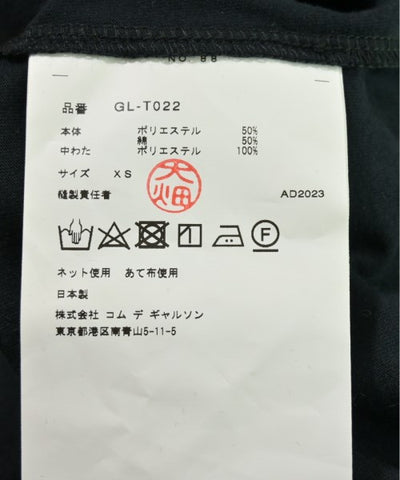 NO. 88
品番 GL-T022
本体 ポリエステル 50%
綿 50%
中わた ポリエステル 100%
サイズ XS
縫製責任者 犬畑 AD2023
F
ネット使用 あて布使用
日本製
株式会社 コム デ ギャルソン
東京都港区南青山5-11-5